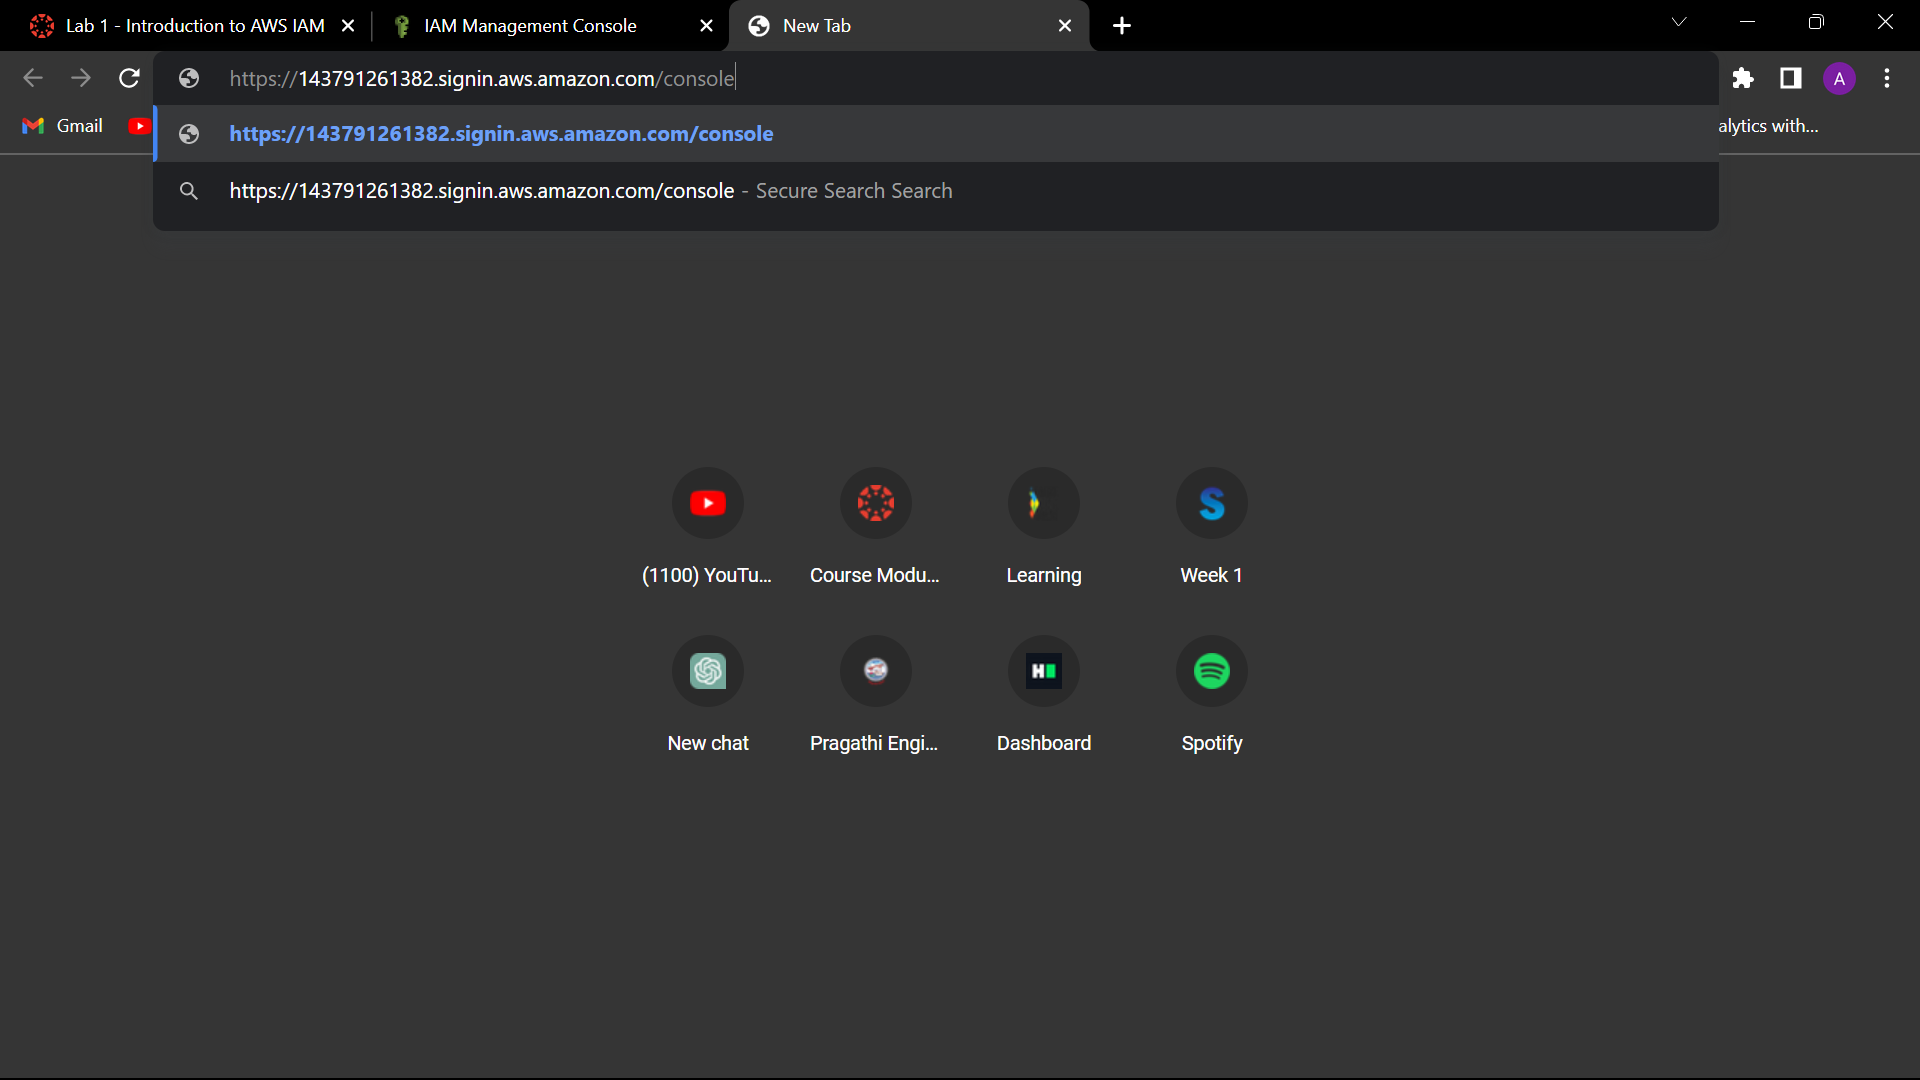 Lab 1 - Introduction to AWS IAM
IAM Management Console
New Tab
https://143791261382.signin.aws.amazon.com/console
A
Gmail
https://143791261382.signin.aws.amazon.com/console
alytics with...
https://143791261382.signin.aws.amazon.com/console - Secure Search Search
(1100) YouTu...
Course Modu...
Learning
Week 1
New chat
Pragathi Engi...
Dashboard
Spotify